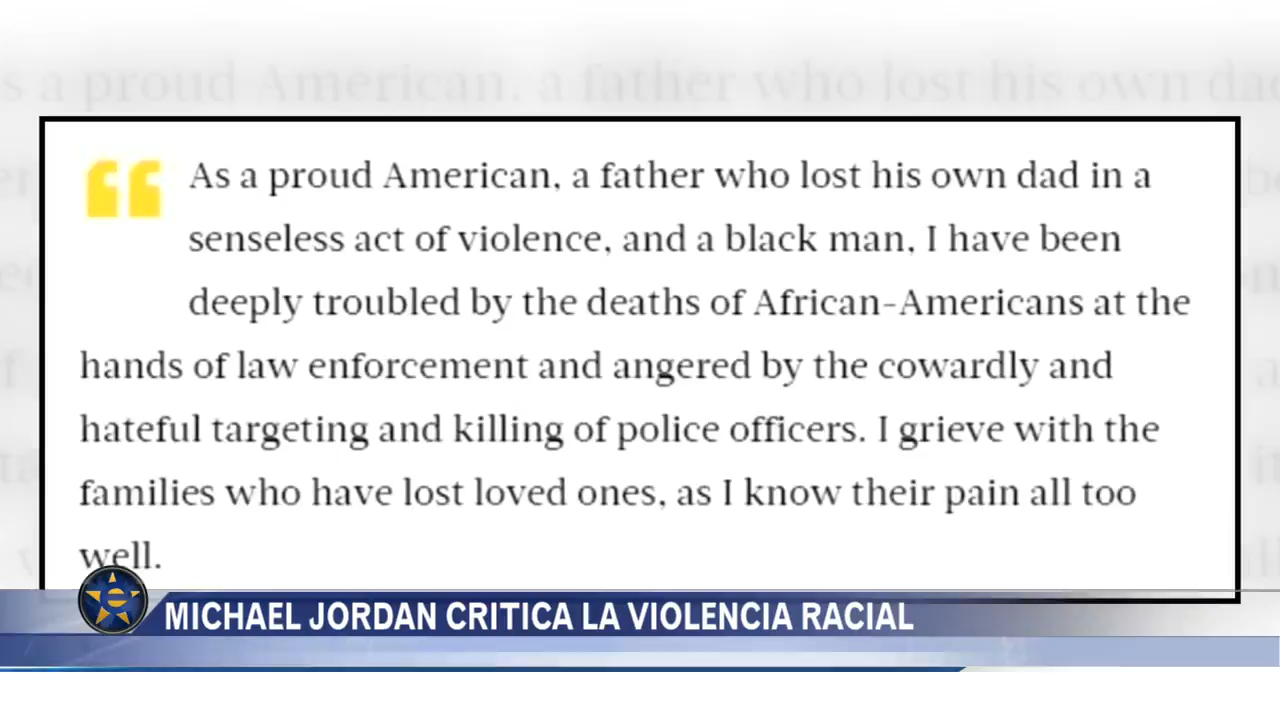 As a proud American, a father who lost his own dad in a
senseless act of violence, and a black man, I have been
deeply troubled by the deaths of African-Americans at the
hands of law enforcement and angered by the cowardly and
hateful targeting and killing of police officers. I grieve with the
families who have lost loved ones, as I know their pain all too
well.
MICHAEL JORDAN CRITICA LA VIOLENCIA RACIAL